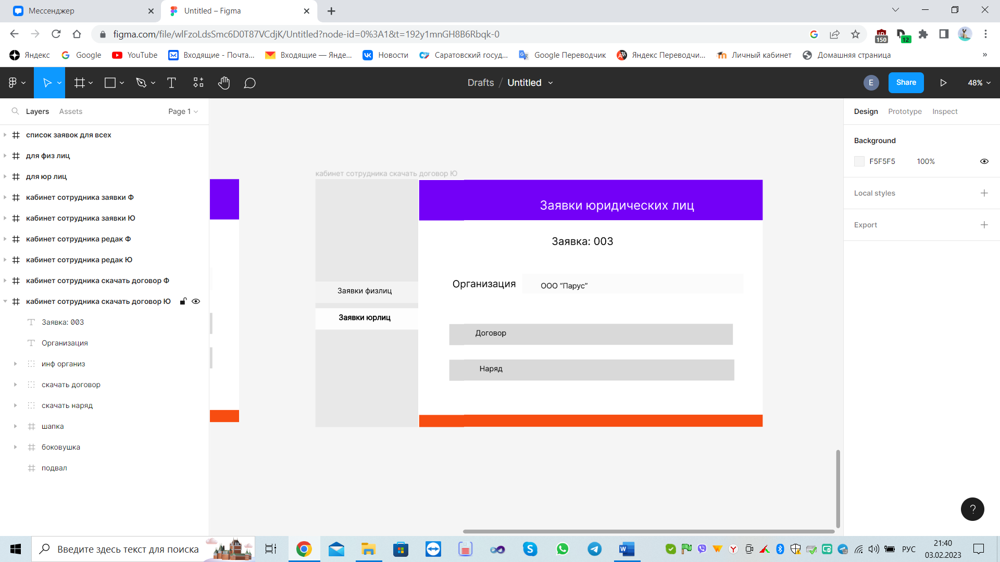 Мессенджер
Untitled – Figma
figma.com/file/wlFzoLdsSmc6D0T87VCdjK/Untitled?node-id=0%3A1&t=192y1mnGH8B6Rbqk-0
150
12
Яндекс
Google
YouTube
Входящие - Почта...
Входящие — Янде...
Новости
Саратовский госуд...
Google Переводчик
Яндекс Переводчи...
Личный кабинет
Домашняя страница
»
Drafts / Untitled
E
Share
48%
Layers
Assets
Page 1
Design
Prototype
Inspect
список заявок для всех
для физ лиц
для юр лиц
кабинет сотрудника заявки Ф
кабинет сотрудника заявки Ю
кабинет сотрудника редак Ф
кабинет сотрудника редак Ю
кабинет сотрудника скачать договор Ф
кабинет сотрудника скачать договор Ю
Заявка: 003
Организация
инф организ
скачать договор
скачать наряд
шапка
боковушка
подвал
кабинет сотрудника скачать договор Ю
Заявки юридических лиц
Заявка: 003
Организация
ООО “Парус”
Заявки физлиц
Заявки юрлиц
Договор
Наряд
Background
F5F5F5
100%
Local styles
Export
?
Введите здесь текст для поиска
РУС
21:40
03.02.2023